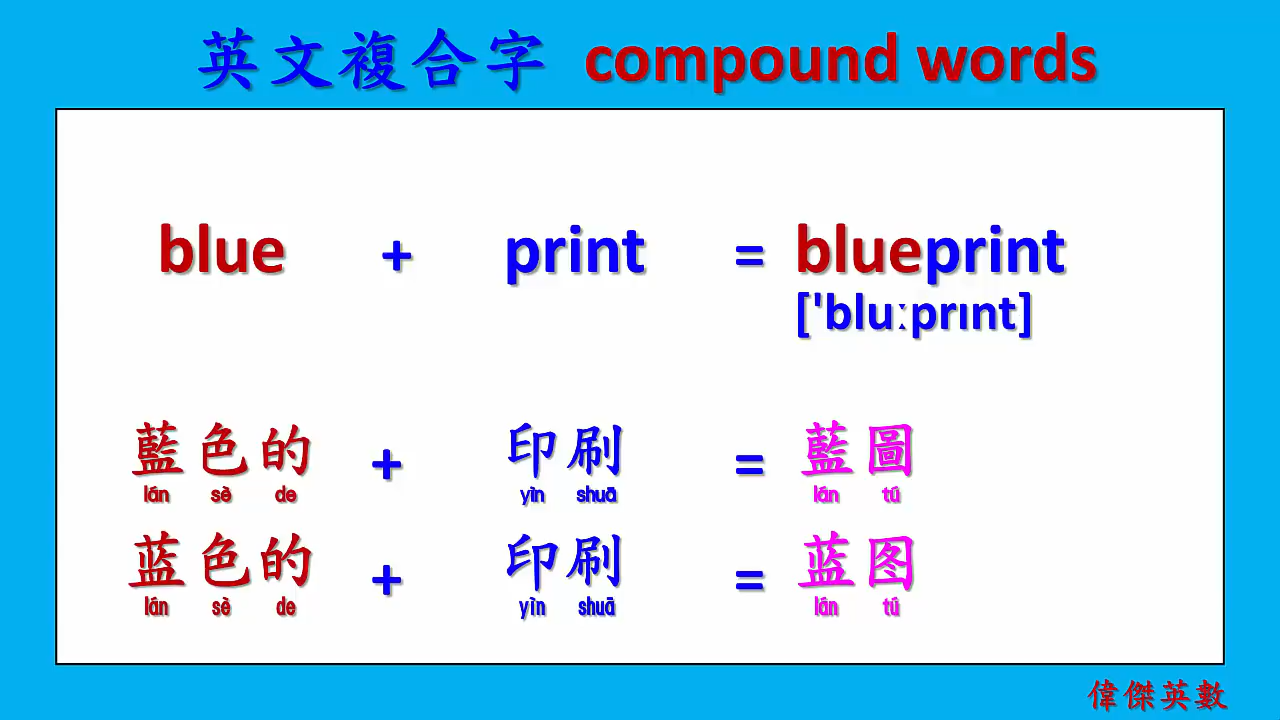 英文複合字 compound words
blue + print = blueprint
['bluːprɪnt]
藍色的 + 印刷 = 藍圖
lán sè de yìn shuā lán tú
蓝色的 + 印刷 = 蓝图
lán sè de yìn shuā lán tú
偉傑英數